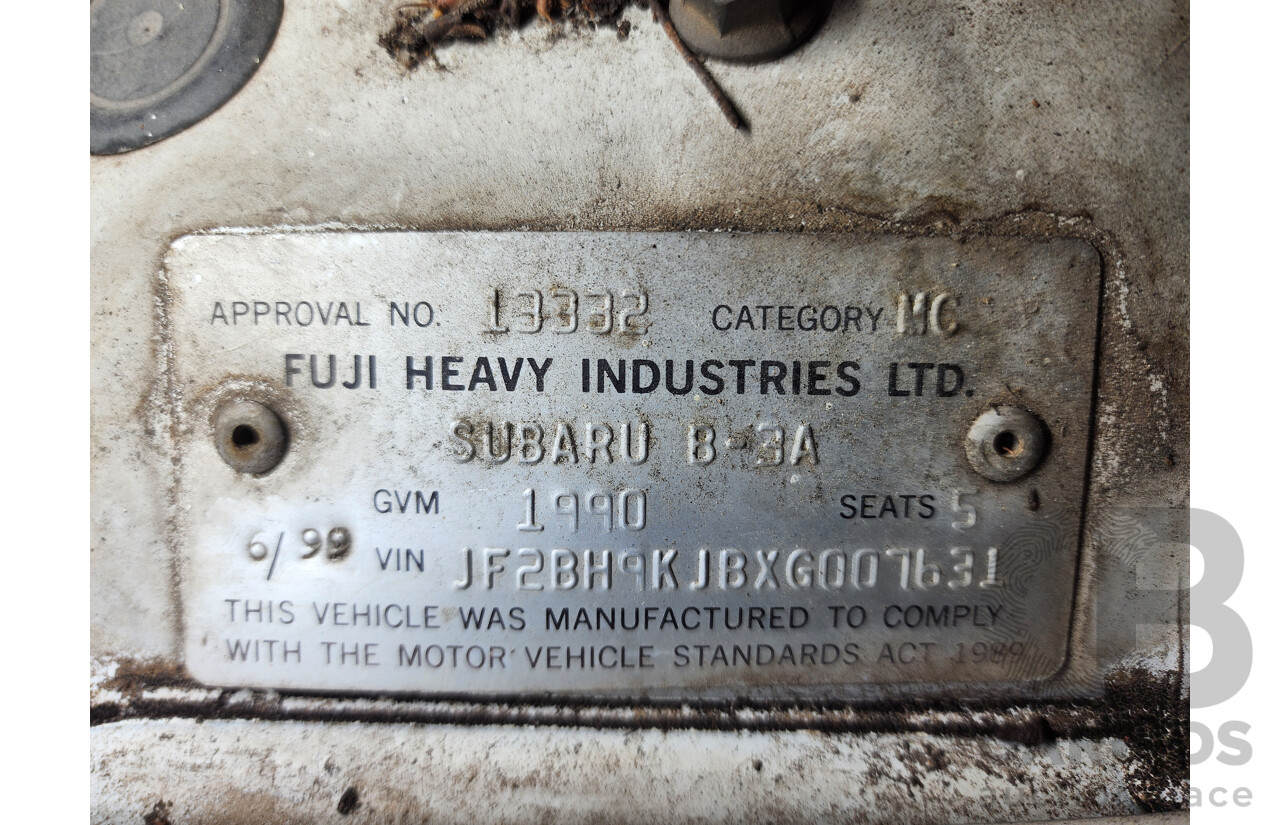 APPROVAL NO. 13332 CATEGORY MC
FUJI HEAVY INDUSTRIES LTD.
SUBARU B-3A
GVM 1990 SEATS 5
6/99 VIN JF2BH9KJBXG007631
THIS VEHICLE WAS MANUFACTURED TO COMPLY
WITH THE MOTOR VEHICLE STANDARDS ACT 1989